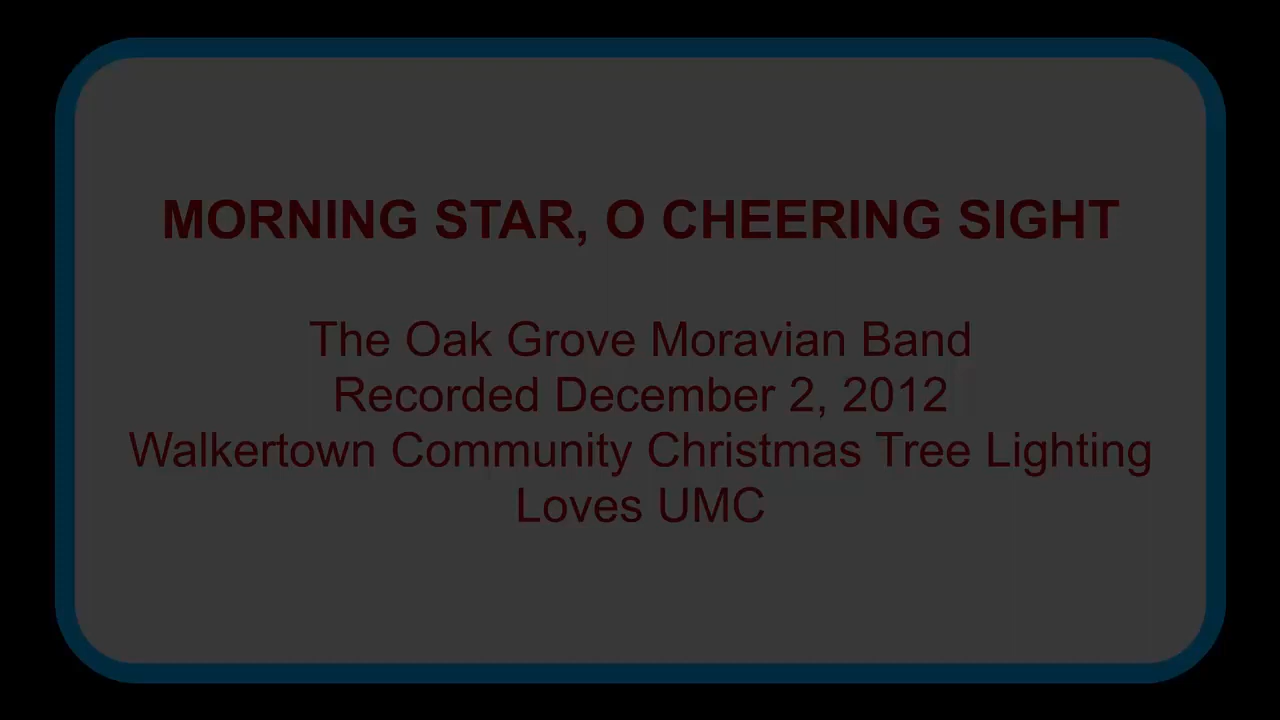 MORNING STAR, O CHEERING SIGHT
The Oak Grove Moravian Band
Recorded December 2, 2012
Walkertown Community Christmas Tree Lighting
Loves UMC